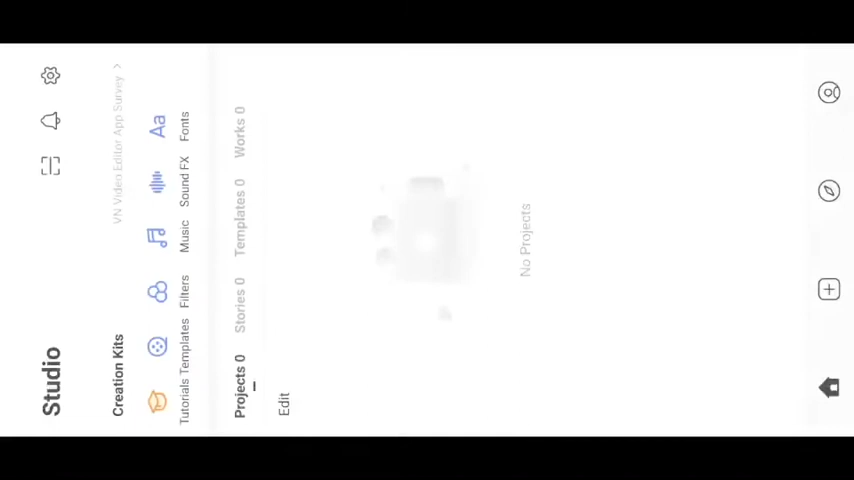 Studio
Creation Kits
VN Video Editor App Survey >
Tutorials Templates Filters Music Sound FX Fonts
Projects 0 Stories 0 Templates 0 Works 0
Edit
No Projects